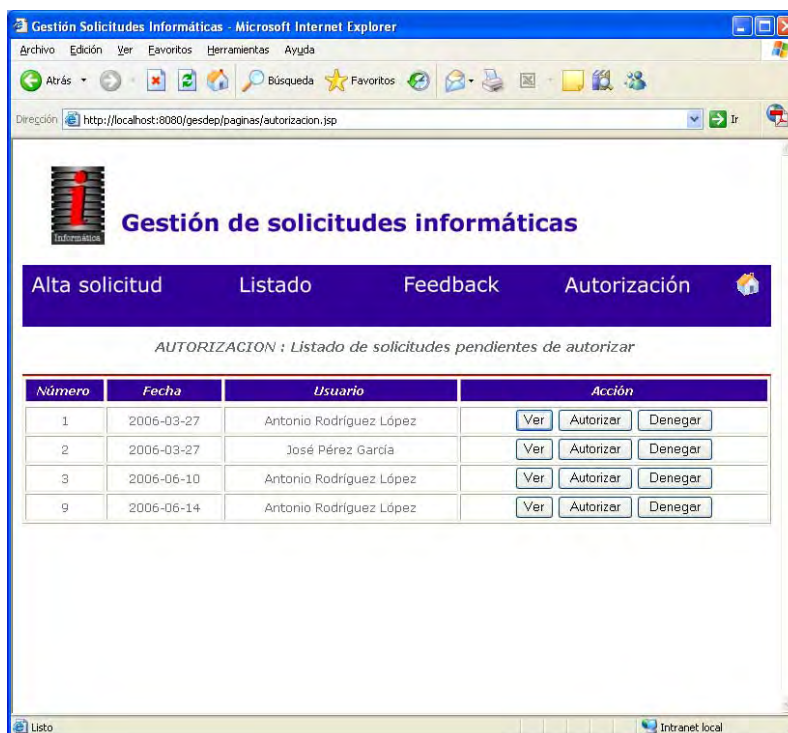 Gestión Solicitudes Informáticas - Microsoft Internet Explorer
Archivo Edición Ver Favoritos Herramientas Ayuda
Atrás Búsqueda Favoritos
Dirección http://localhost:8080/gesdep/paginas/autorizacion.jsp Ir
i
Informática
Gestión de solicitudes informáticas
Alta solicitud Listado Feedback Autorización
AUTORIZACION : Listado de solicitudes pendientes de autorizar
Número Fecha Usuario Acción
1 2006-03-27 Antonio Rodríguez López Ver Autorizar Denegar
2 2006-03-27 José Pérez García Ver Autorizar Denegar
3 2006-06-10 Antonio Rodríguez López Ver Autorizar Denegar
9 2006-06-14 Antonio Rodríguez López Ver Autorizar Denegar
Listo Intranet local